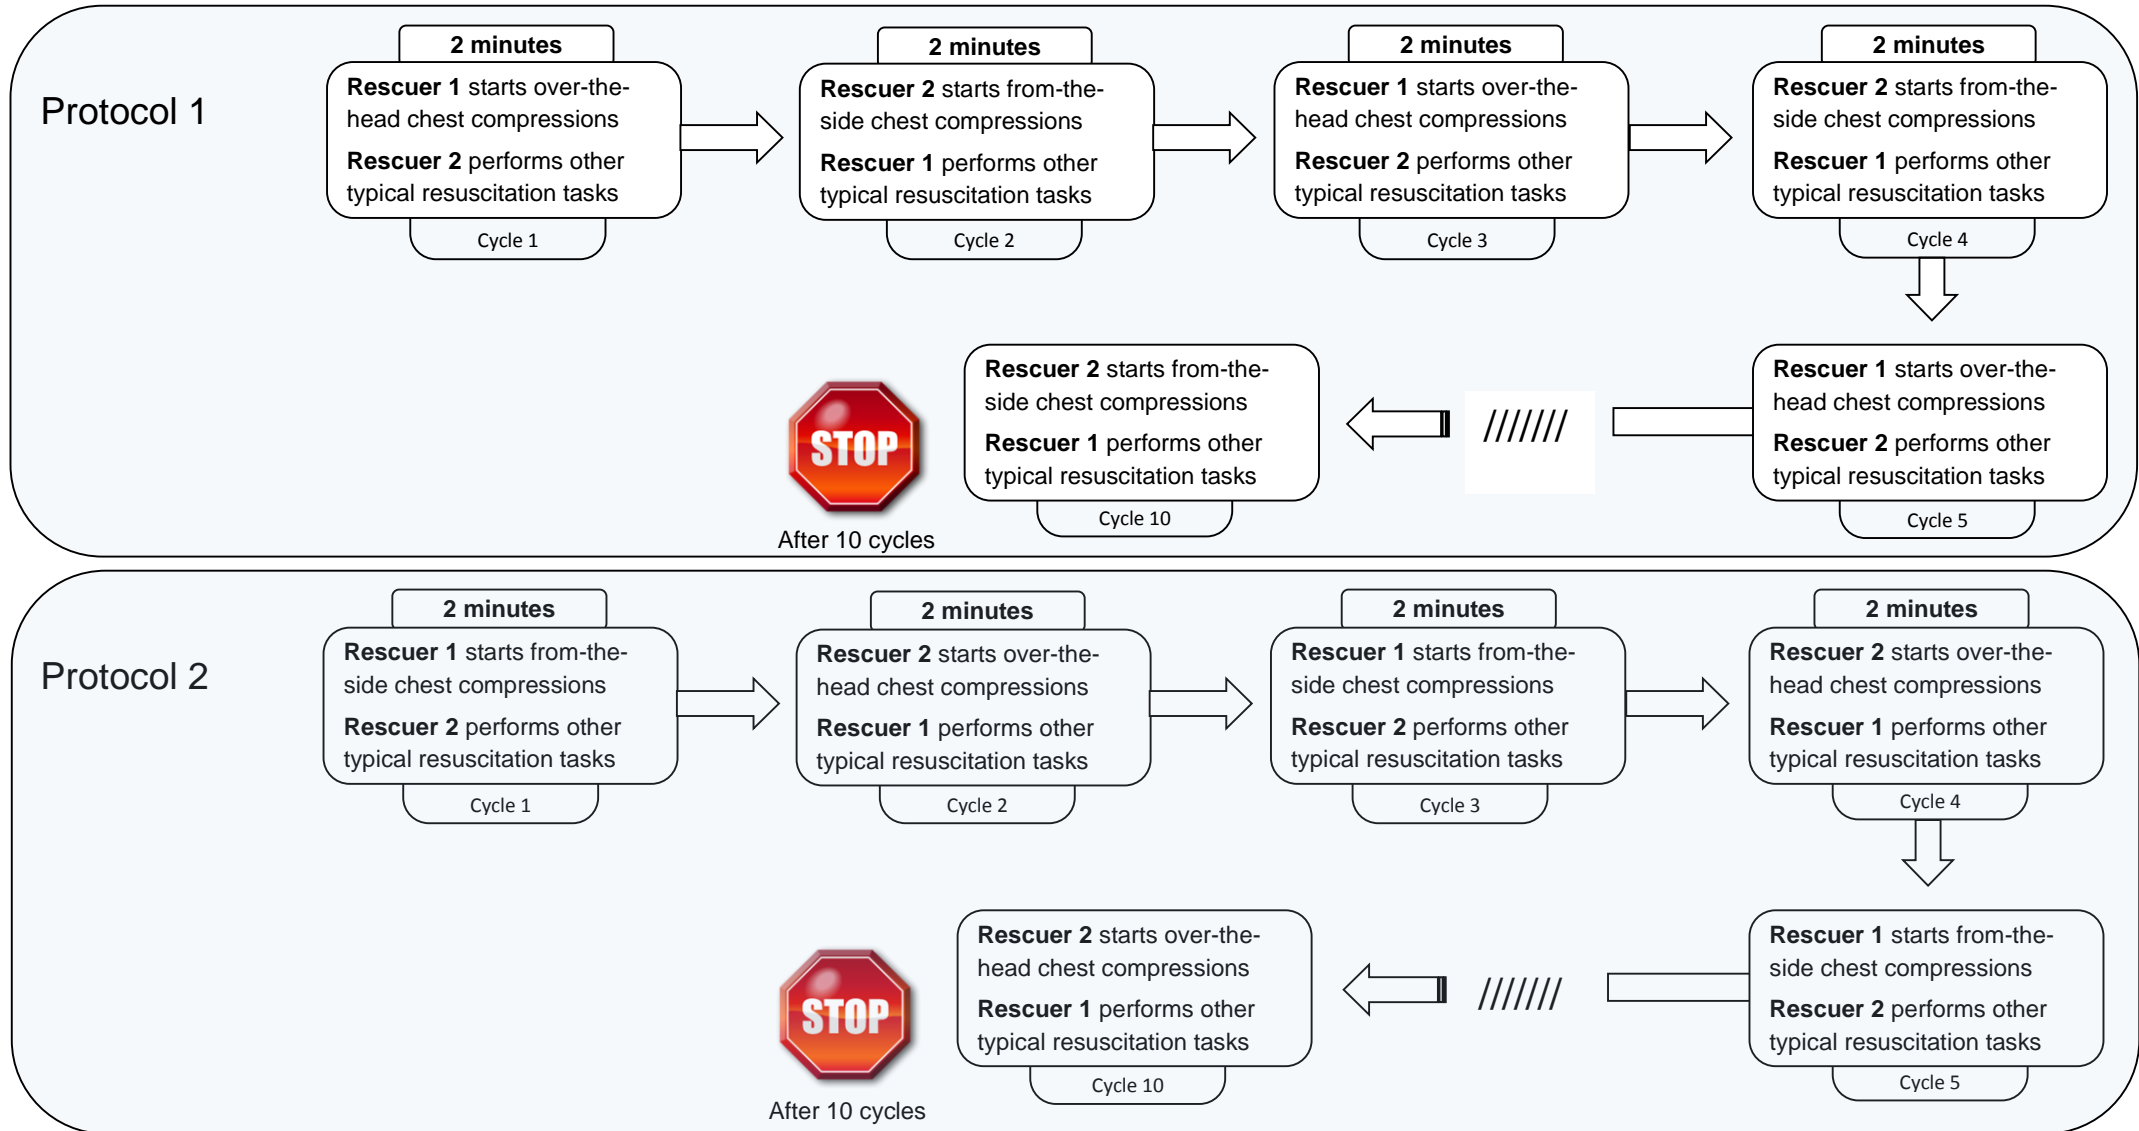 Protocol 1
2 minutes
Rescuer 1 starts over-the-
head chest compressions
Rescuer 2 performs other
typical resuscitation tasks
Cycle 1
2 minutes
Rescuer 2 starts from-the-
side chest compressions
Rescuer 1 performs other
typical resuscitation tasks
Cycle 2
2 minutes
Rescuer 1 starts over-the-
head chest compressions
Rescuer 2 performs other
typical resuscitation tasks
Cycle 3
2 minutes
Rescuer 2 starts from-the-
side chest compressions
Rescuer 1 performs other
typical resuscitation tasks
Cycle 4
Rescuer 1 starts over-the-
head chest compressions
Rescuer 2 performs other
typical resuscitation tasks
Cycle 5
///////
Rescuer 2 starts from-the-
side chest compressions
Rescuer 1 performs other
typical resuscitation tasks
Cycle 10
STOP
After 10 cycles
Protocol 2
2 minutes
Rescuer 1 starts from-the-
side chest compressions
Rescuer 2 performs other
typical resuscitation tasks
Cycle 1
2 minutes
Rescuer 2 starts over-the-
head chest compressions
Rescuer 1 performs other
typical resuscitation tasks
Cycle 2
2 minutes
Rescuer 1 starts from-the-
side chest compressions
Rescuer 2 performs other
typical resuscitation tasks
Cycle 3
2 minutes
Rescuer 2 starts over-the-
head chest compressions
Rescuer 1 performs other
typical resuscitation tasks
Cycle 4
Rescuer 1 starts from-the-
side chest compressions
Rescuer 2 performs other
typical resuscitation tasks
Cycle 5
///////
Rescuer 2 starts over-the-
head chest compressions
Rescuer 1 performs other
typical resuscitation tasks
Cycle 10
STOP
After 10 cycles